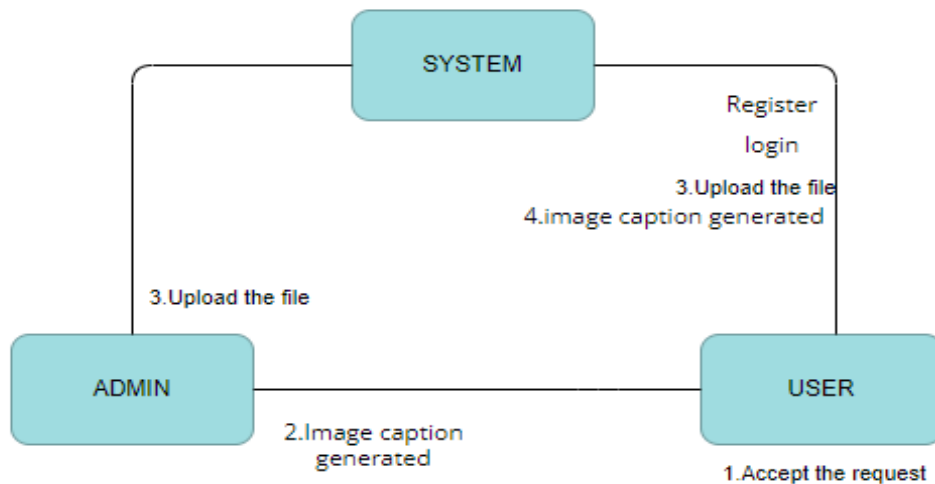 SYSTEM
Register
login
3.Upload the file
4.image caption generated
3.Upload the file
ADMIN
USER
2.Image caption
generated
1.Accept the request